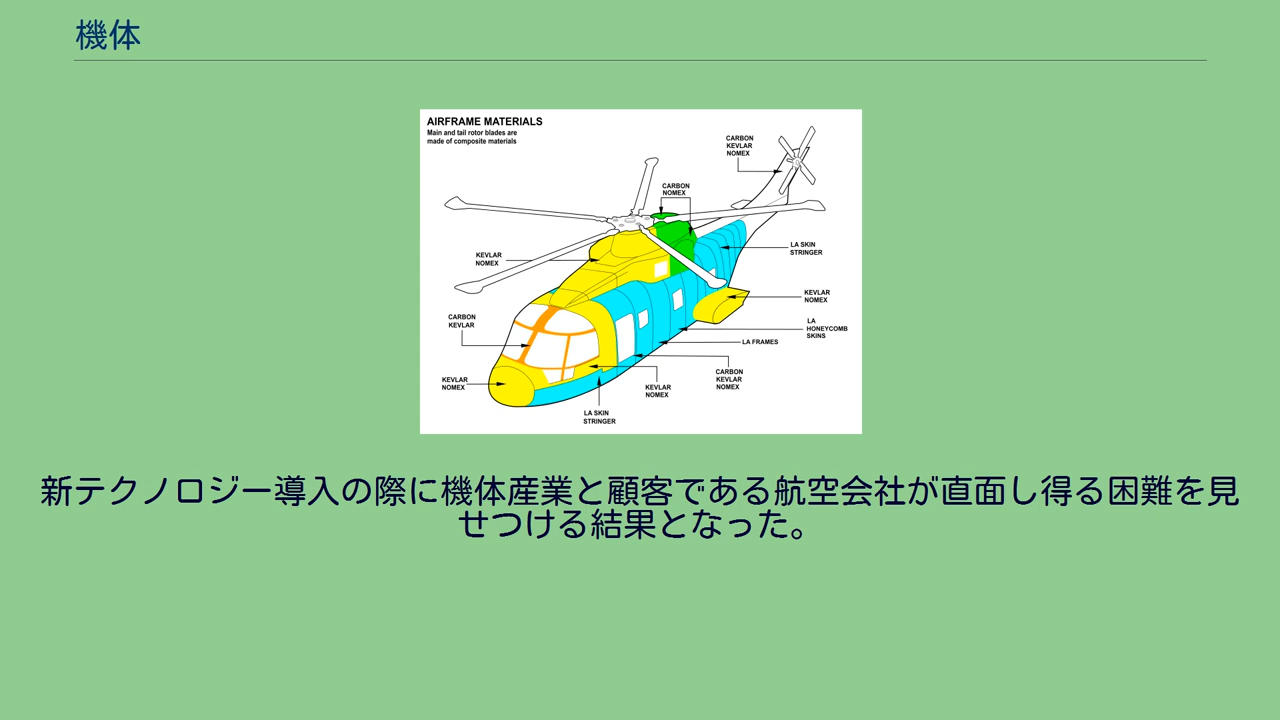 機体
AIRFRAME MATERIALS
Main and tail rotor blades are
made of composite materials
CARBON
KEVLAR
NOMEX
CARBON
NOMEX
LA SKIN
STRINGER
KEVLAR
NOMEX
KEVLAR
NOMEX
CARBON
KEVLAR
LA
HONEYCOMB
SKINS
LA FRAMES
CARBON
KEVLAR
NOMEX
KEVLAR
NOMEX
KEVLAR
NOMEX
LA SKIN
STRINGER
新テクノロジー導入の際に機体産業と顧客である航空会社が直面し得る困難を見
せつける結果となった。